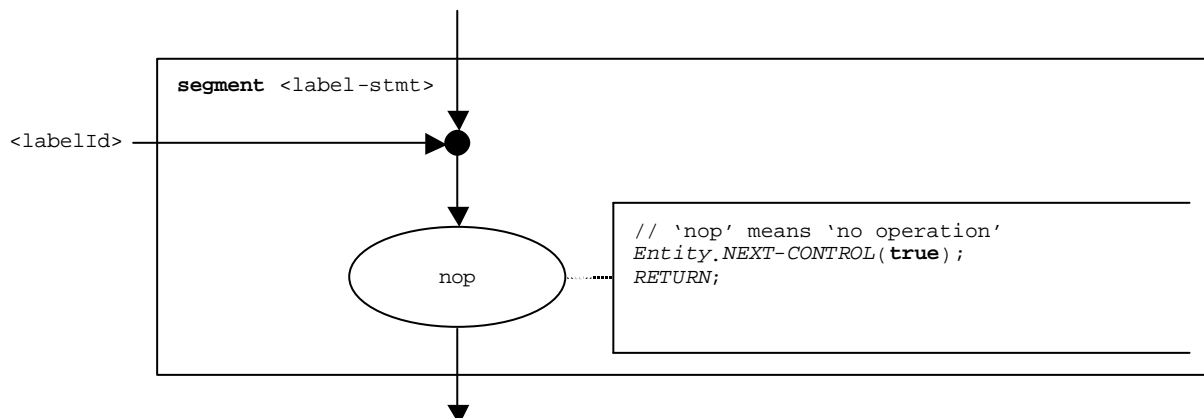 segment <label-stmt>
<labelId>
// ‘nop’ means ‘no operation’
Entity.NEXT-CONTROL(true);
RETURN;
nop